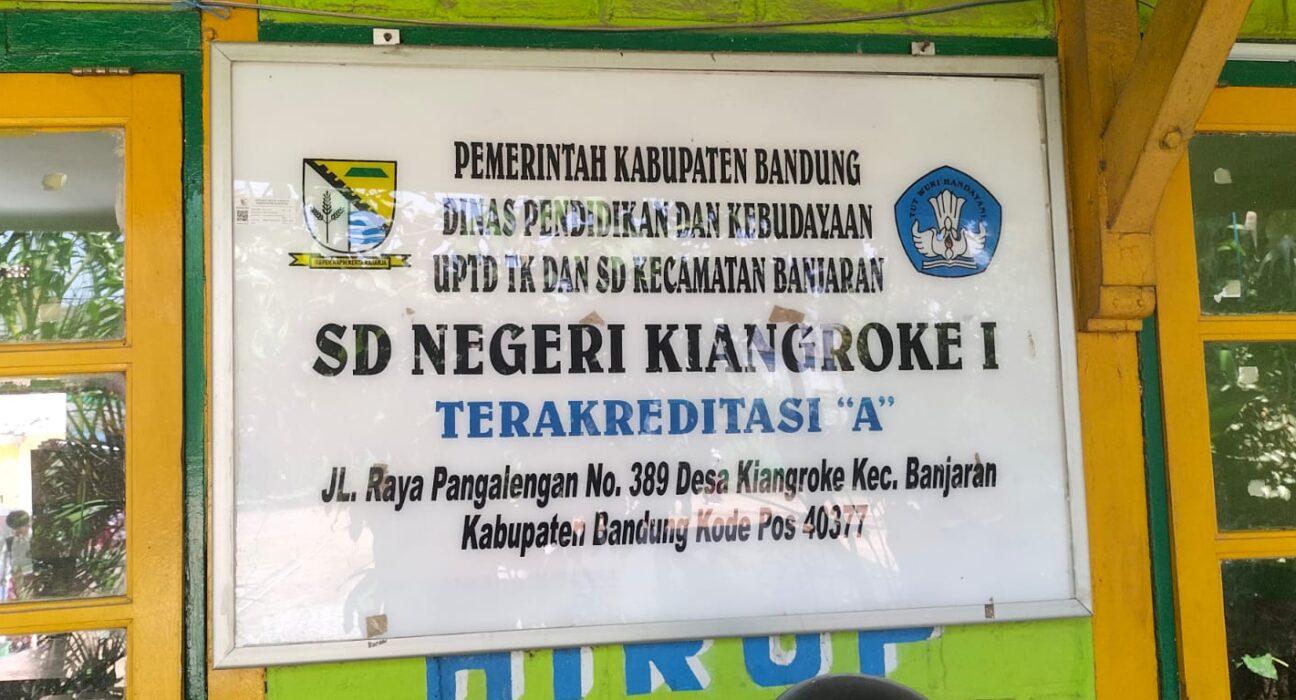 PEMERINTAH KABUPATEN BANDUNG
DINAS PENDIDIKAN DAN KEBUDAYAAN
UPTD TK DAN SD KECAMATAN BANJARAN
TUT WURI HANDAYANI
SD NEGERI KIANGROKE I
TERAKREDITASI “A”
JL. Raya Pangalengan No. 389 Desa Kiangroke Kec. Banjaran
Kabupaten Bandung Kode Pos 40377
HIRUP